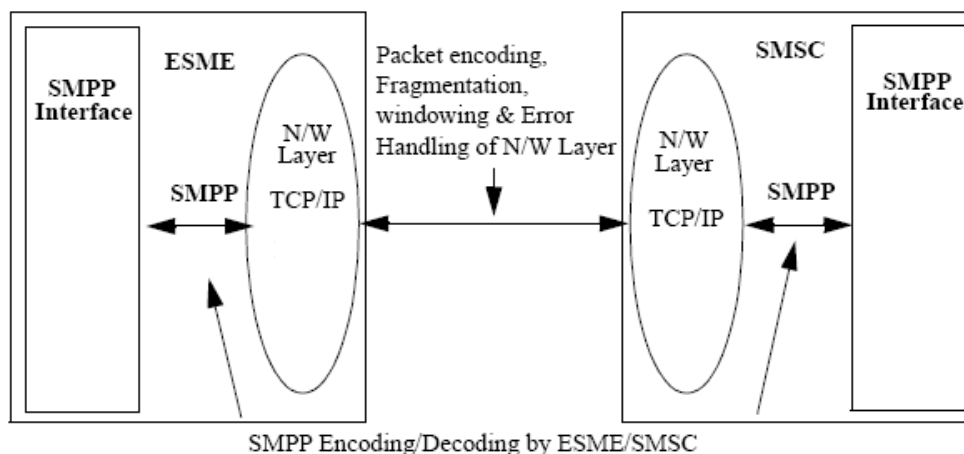 ESME
SMPP
Interface
N/W
Layer
TCP/IP
SMPP
Packet encoding,
Fragmentation,
windowing & Error
Handling of N/W Layer
SMSC
N/W
Layer
TCP/IP
SMPP
SMPP
Interface
SMPP Encoding/Decoding by ESME/SMSC